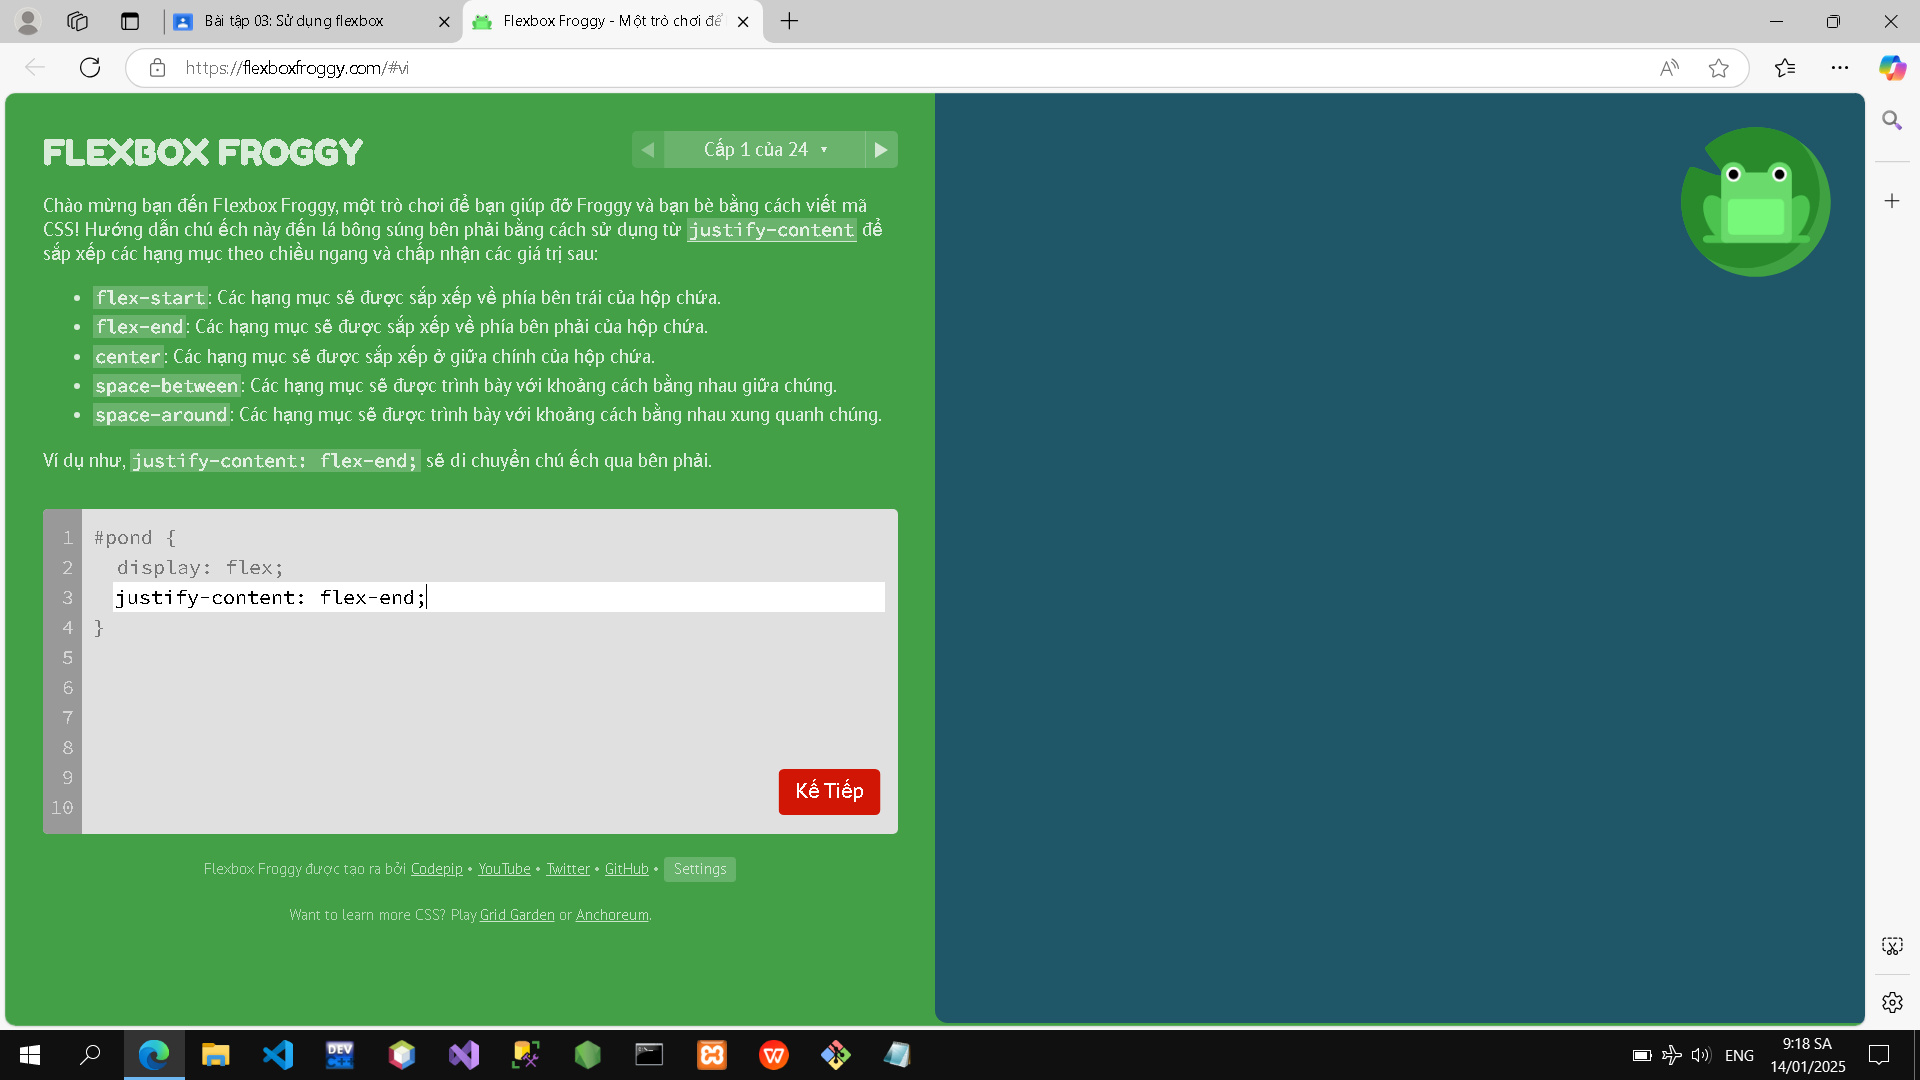 Bài tập 03: Sử dụng flexbox
Flexbox Froggy - Một trò chơi để
https://flexboxfroggy.com/#vi
FLEXBOX FROGGY
Cấp 1 của 24
Chào mừng bạn đến Flexbox Froggy, một trò chơi để bạn giúp đỡ Froggy và bạn bè bằng cách viết mã
CSS! Hướng dẫn chú ếch này đến lá bông súng bên phải bằng cách sử dụng từ justify-content để
sắp xếp các hạng mục theo chiều ngang và chấp nhận các giá trị sau:
• flex-start: Các hạng mục sẽ được sắp xếp về phía bên trái của hộp chứa.
• flex-end: Các hạng mục sẽ được sắp xếp về phía bên phải của hộp chứa.
• center: Các hạng mục sẽ được sắp xếp ở giữa chính của hộp chứa.
• space-between: Các hạng mục sẽ được trình bày với khoảng cách bằng nhau giữa chúng.
• space-around: Các hạng mục sẽ được trình bày với khoảng cách bằng nhau xung quanh chúng.
Ví dụ như, justify-content: flex-end; sẽ di chuyển chú ếch qua bên phải.
1 #pond {
2 display: flex;
3 justify-content: flex-end;
4 }
5
6
7
8
9
10
Kế Tiếp
Flexbox Froggy được tạo ra bởi Codepip • YouTube • Twitter • GitHub • Settings
Want to learn more CSS? Play Grid Garden or Anchoreum.
DEV
C++
W
ENG
9:18 SA
14/01/2025